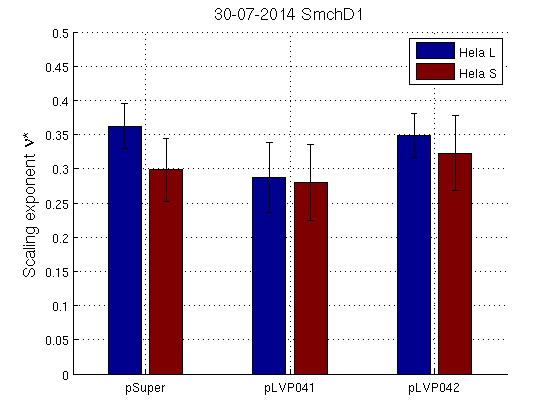 30-07-2014 SmchD1
0.5
0.45
0.4
0.35
0.3
0.25
0.2
0.15
0.1
0.05
0
Scaling exponent ν*
Hela L
Hela S
pSuper
pLVP041
pLVP042